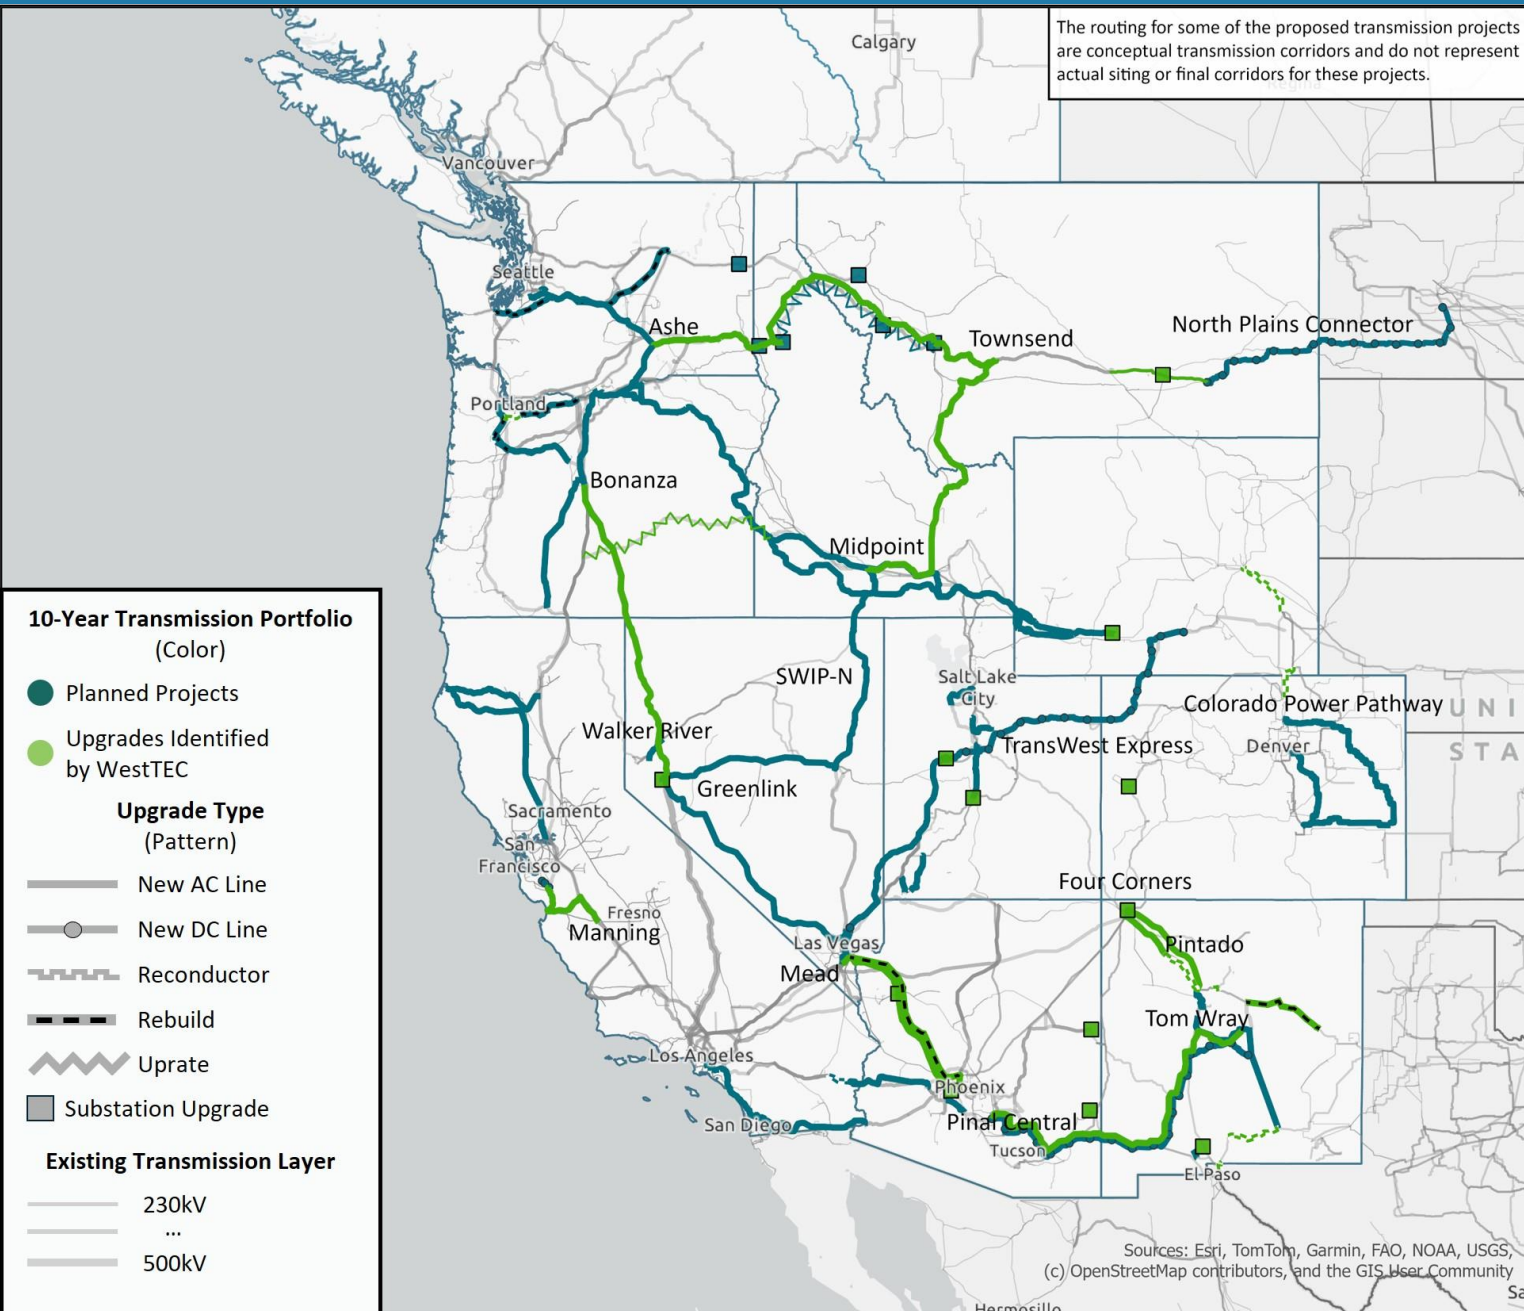 The routing for some of the proposed transmission projects
are conceptual transmission corridors and do not represent
actual siting or final corridors for these projects.
Calgary
Regina
Vancouver
Seattle
Ashe
Townsend
North Plains Connector
Portland
Bonanza
Midpoint
SWIP-N
Salt Lake
City
Colorado Power Pathway
UNI
STA
Walker River
TransWest Express
Denver
Greenlink
Sacramento
San
Francisco
Four Corners
Fresno
Manning
Las Vegas
Mead
Pintado
Tom Wray
Los Angeles
Phoenix
Pinal Central
San Diego
Tucson
El Paso
Hermosillo
Sa
10-Year Transmission Portfolio
(Color)
Planned Projects
Upgrades Identified
by WestTEC
Upgrade Type
(Pattern)
New AC Line
New DC Line
Reconductor
Rebuild
Uprate
Substation Upgrade
Existing Transmission Layer
230kV
...
500kV
Sources: Esri, TomTom, Garmin, FAO, NOAA, USGS,
(c) OpenStreetMap contributors, and the GIS User Community